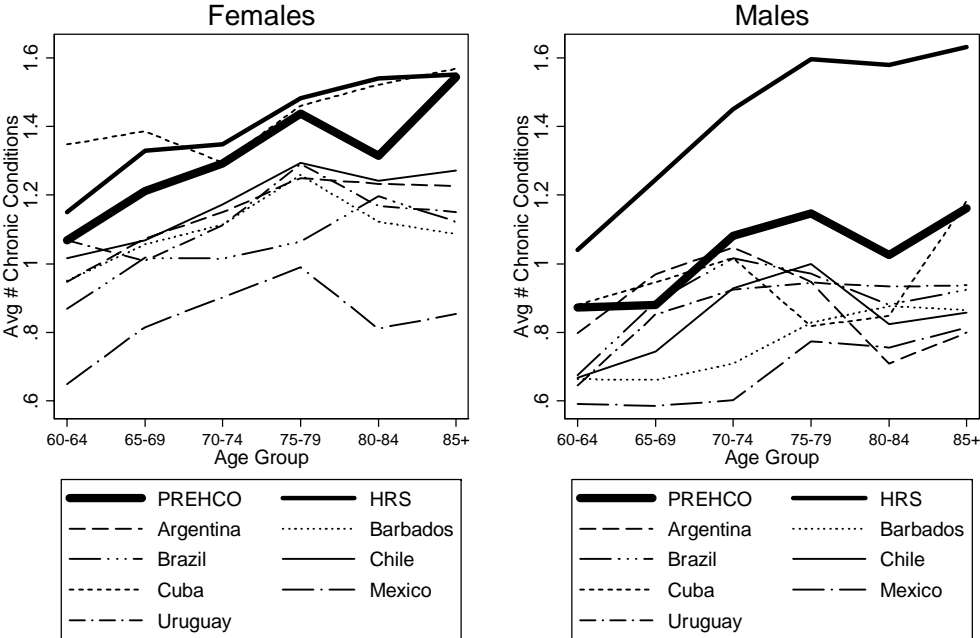 Females
Males
Avg # Chronic Conditions
.6
.8
1
1.2
1.4
1.6
60-64
65-69
70-74
75-79
80-84
85+
Age Group
Avg # Chronic Conditions
.6
.8
1
1.2
1.4
1.6
60-64
65-69
70-74
75-79
80-84
85+
Age Group
PREHCO HRS
Argentina Barbados
Brazil Chile
Cuba Mexico
Uruguay
PREHCO HRS
Argentina Barbados
Brazil Chile
Cuba Mexico
Uruguay